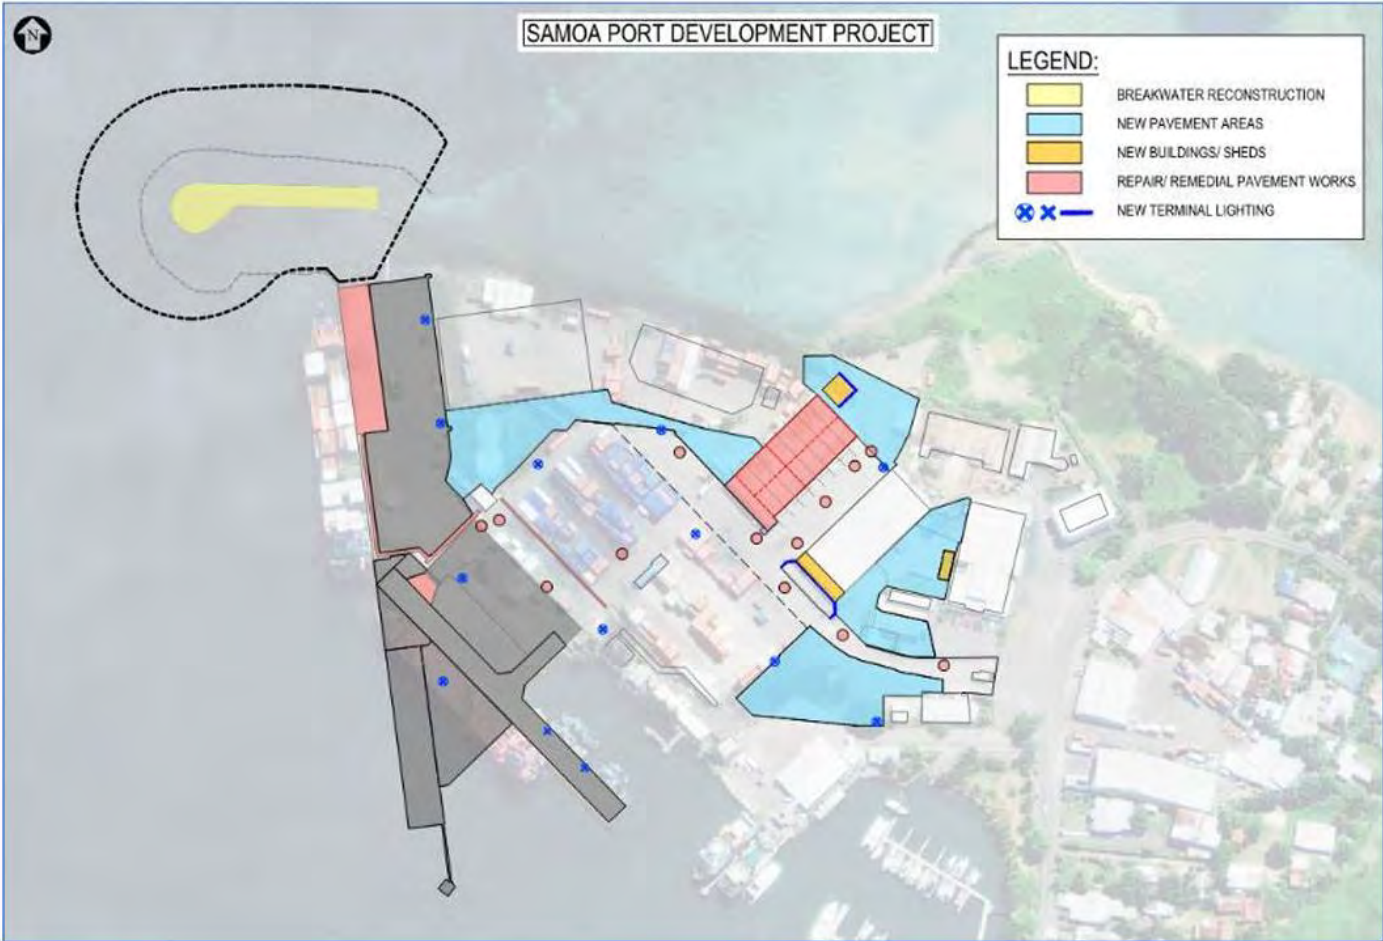 N
SAMOA PORT DEVELOPMENT PROJECT
LEGEND:
BREAKWATER RECONSTRUCTION
NEW PAVEMENT AREAS
NEW BUILDINGS/ SHEDS
REPAIR/ REMEDIAL PAVEMENT WORKS
NEW TERMINAL LIGHTING